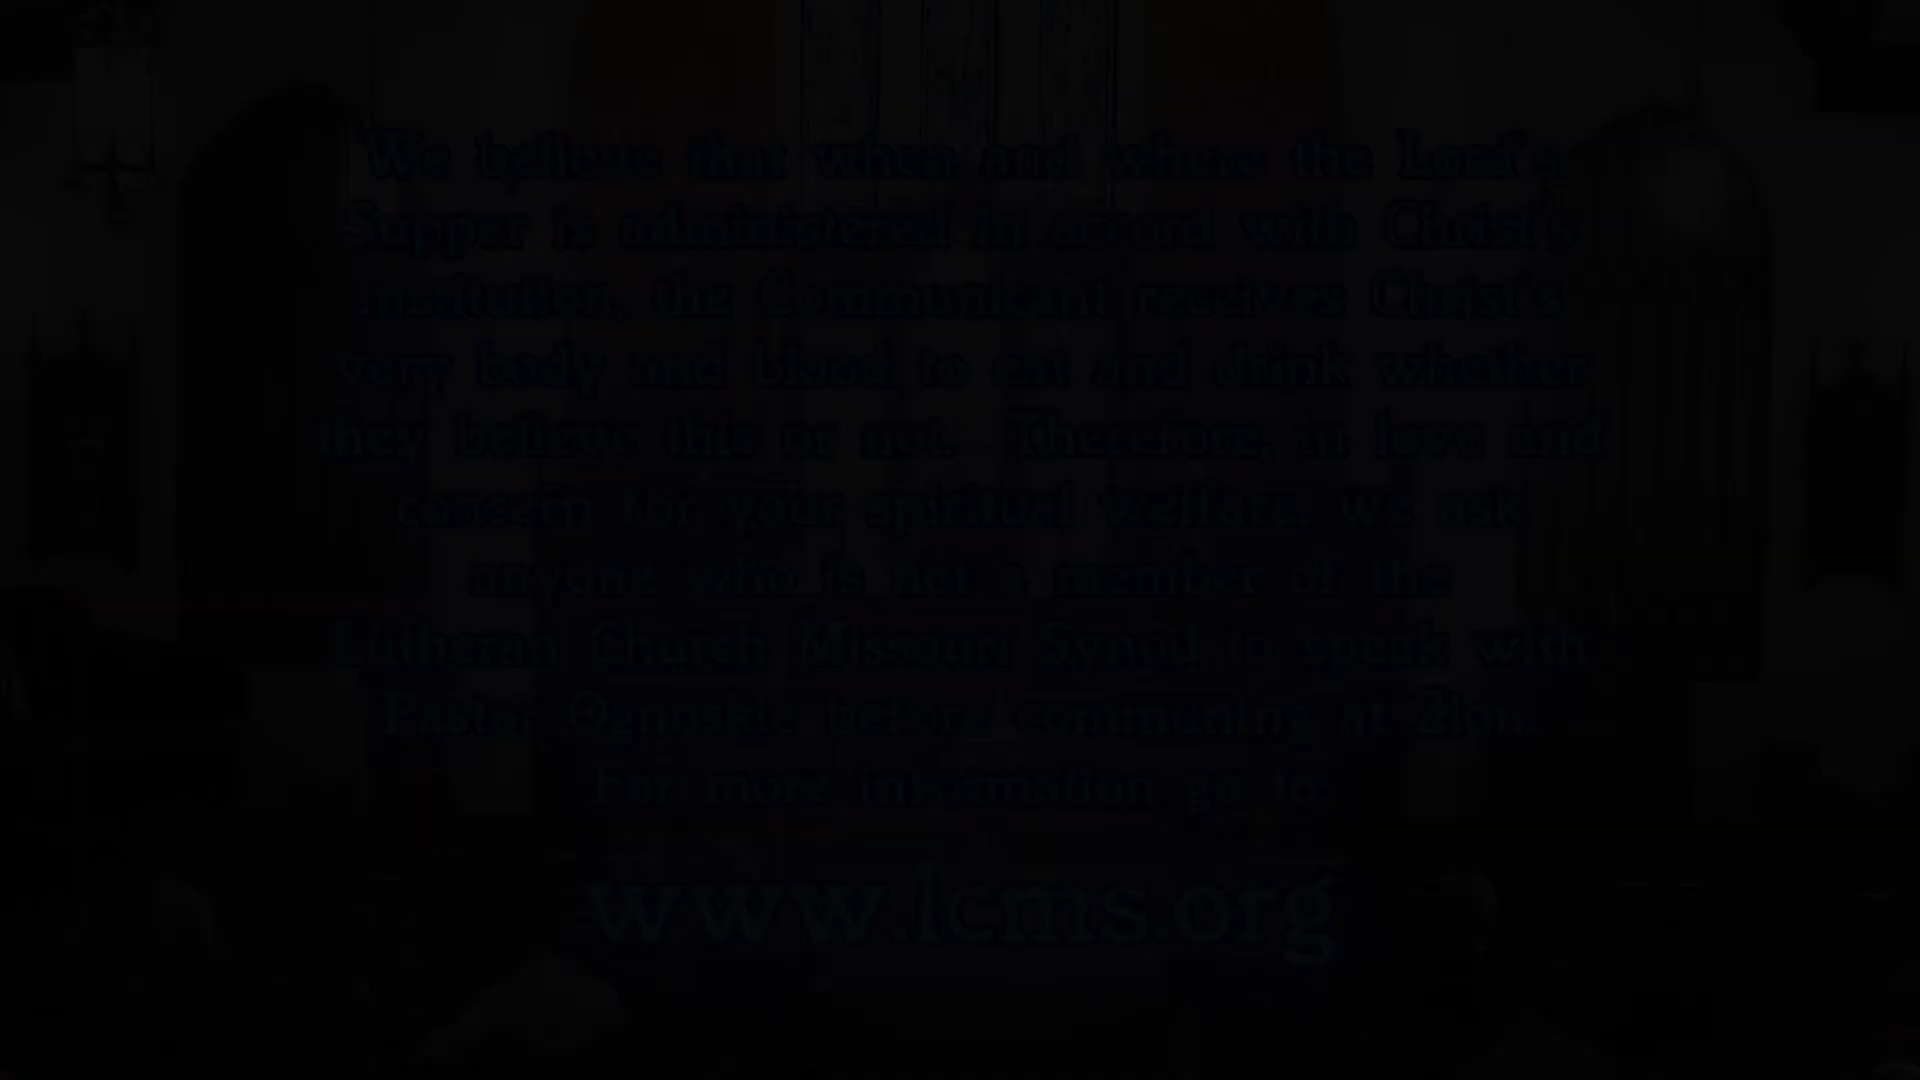 We believe that when and where the Lord's
Supper is administered in accord with Christ's
institution, the Communicant receives Christ's
very body and blood to eat and drink whether
they believe this or not. Therefore, in love and
concern for your spiritual welfare, we ask
anyone who is not a member of the
Lutheran Church Missouri Synod to speak with
Pastor before communing at Zion.
For more information go to
www.lcms.org